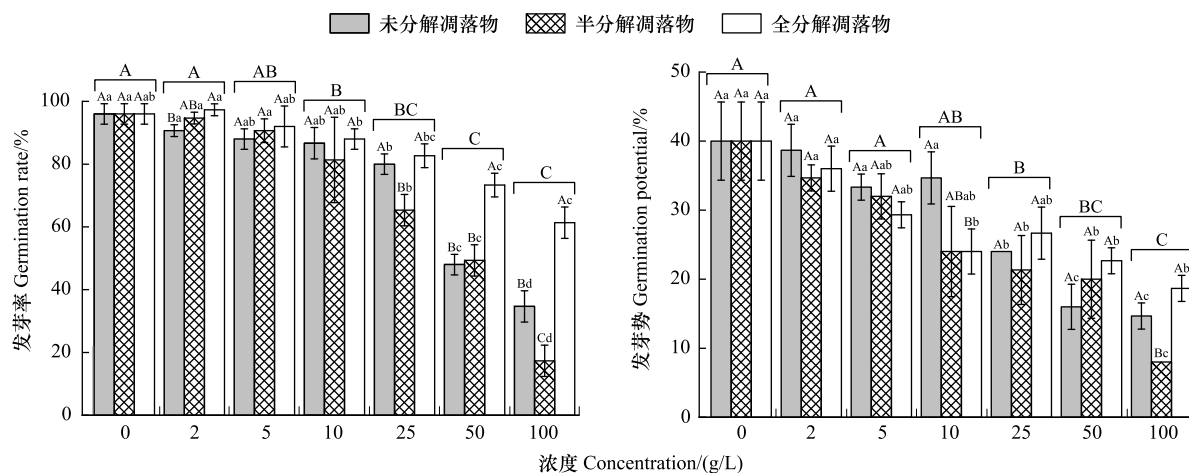 未分解凋落物 半分解凋落物 全分解凋落物
发芽率 Germination rate/%
100
80
60
40
20
0
A A AB B BC C C
Aa Aa Aab
Ba ABa Aa
Aab Aa Aab
Aab Aab Ab
Ab Bb Abc
Bc Bc Ac
Bd Cd Ac
0 2 5 10 25 50 100
发芽势 Germination potential/%
50
40
30
20
10
0
A A A AB B BC C
Aa Aa Aa
Aa Aa Aa
Aa Aab Aab
Aa ABab Bb
Ab Ab Aab
Ac Ab Ab
Ac Bc Ab
0 2 5 10 25 50 100
浓度 Concentration/(g/L)